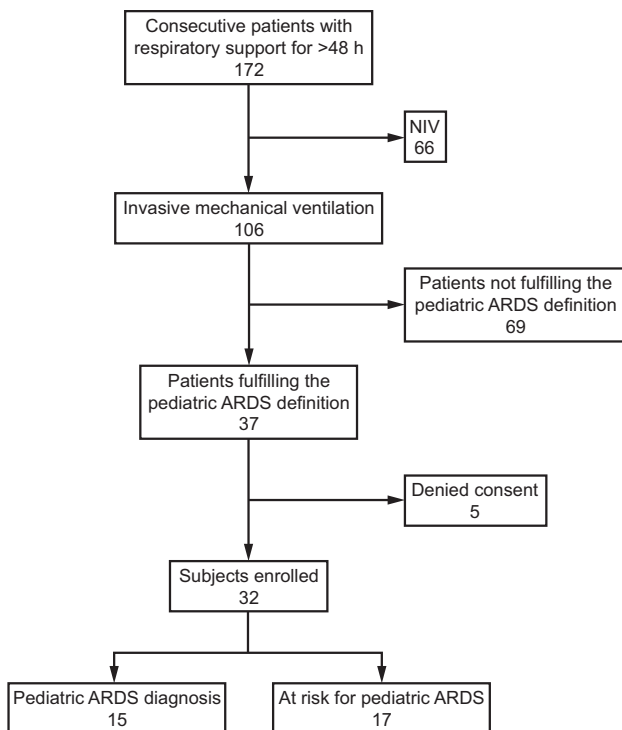 Consecutive patients with
respiratory support for >48 h
172
NIV
66
Invasive mechanical ventilation
106
Patients not fulfilling the
pediatric ARDS definition
69
Patients fulfilling the
pediatric ARDS definition
37
Denied consent
5
Subjects enrolled
32
Pediatric ARDS diagnosis
15
At risk for pediatric ARDS
17